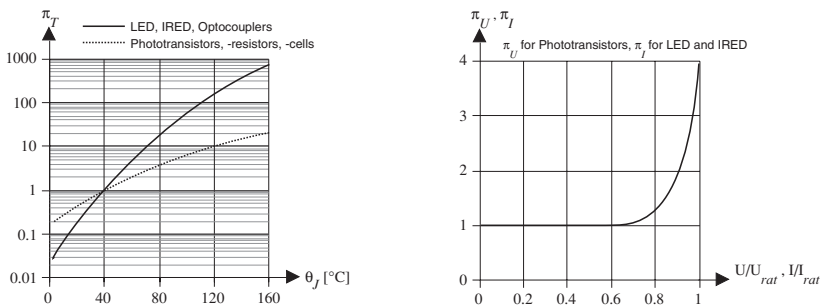 π_T
LED, IRED, Optocouplers
Phototransistors, -resistors, -cells
1000
100
10
1
0.1
0.01
0 40 80 120 160
θ_J [°C]
π_U , π_I
π_U for Phototransistors, π_I for LED and IRED
4
3
2
1
0
0 0.2 0.4 0.6 0.8 1
U/U_rat , I/I_rat